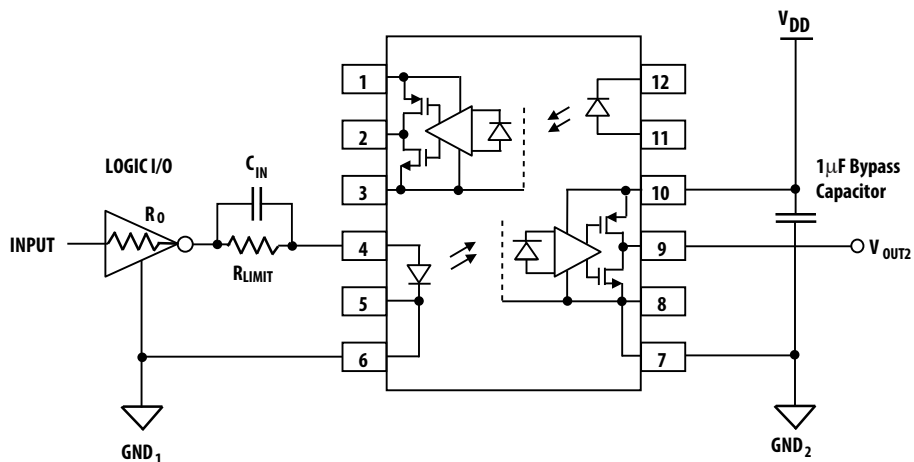 V_DD
1
12
2
11
LOGIC I/O
C_IN
1μF Bypass
Capacitor
3
10
R_O
INPUT
4
9
V_OUT2
R_LIMIT
5
8
6
7
GND_1
GND_2